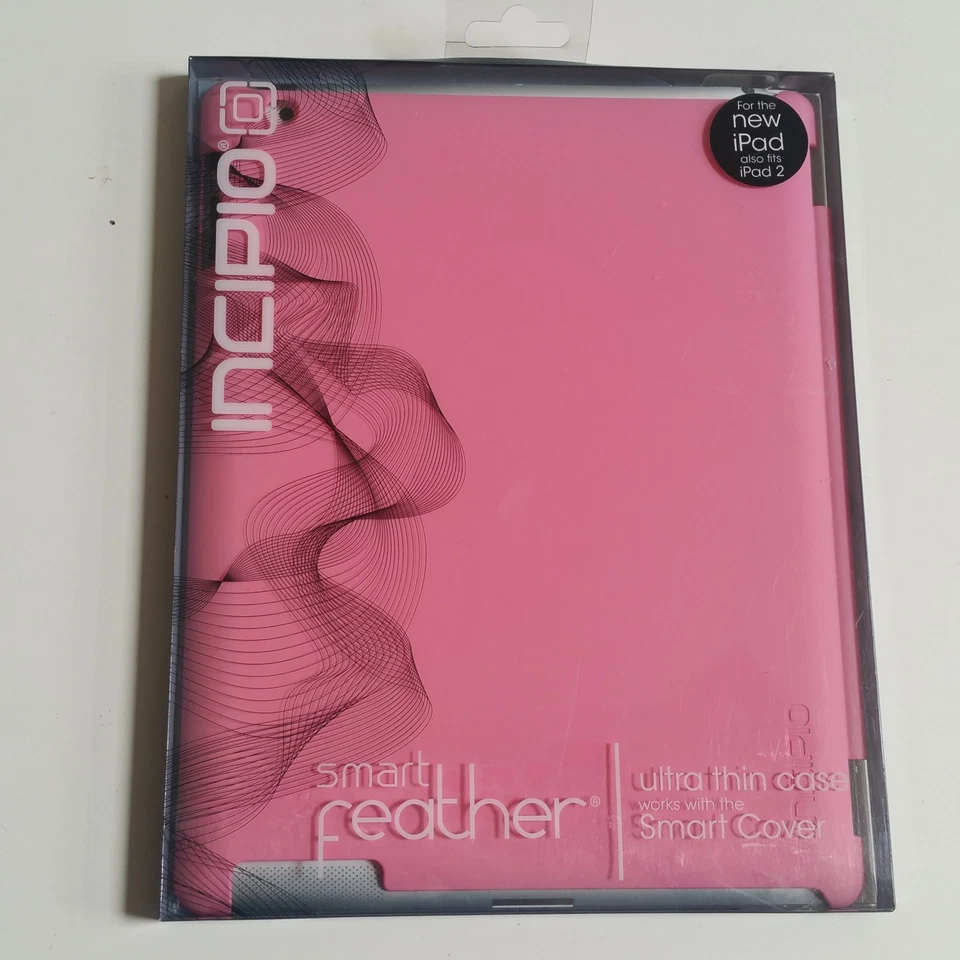 INCIPIO®
For the
new
iPad
also fits
iPad 2
smart
feather®
ultra thin case
works with the
Smart Cover
INCIPIO